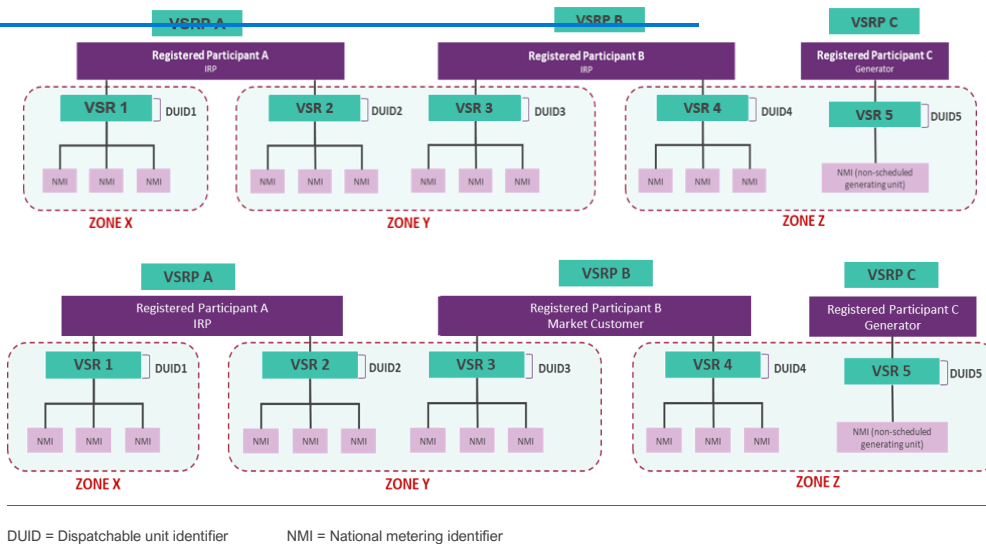 VSRP A VSRP B VSRP C
Registered Participant A Registered Participant B Registered Participant C
IRP IRP Generator
VSR 1 DUID1 VSR 2 DUID2 VSR 3 DUID3 VSR 4 DUID4 VSR 5 DUID5
NMI NMI NMI NMI NMI NMI NMI NMI NMI NMI NMI NMI NMI (non-scheduled
generating unit)
ZONE X ZONE Y ZONE Z
VSRP A VSRP B VSRP C
Registered Participant A Registered Participant B Registered Participant C
IRP Market Customer Generator
VSR 1 DUID1 VSR 2 DUID2 VSR 3 DUID3 VSR 4 DUID4 VSR 5 DUID5
NMI NMI NMI NMI NMI NMI NMI NMI NMI NMI NMI NMI NMI (non-scheduled
generating unit)
ZONE X ZONE Y ZONE Z
DUID = Dispatchable unit identifier NMI = National metering identifier